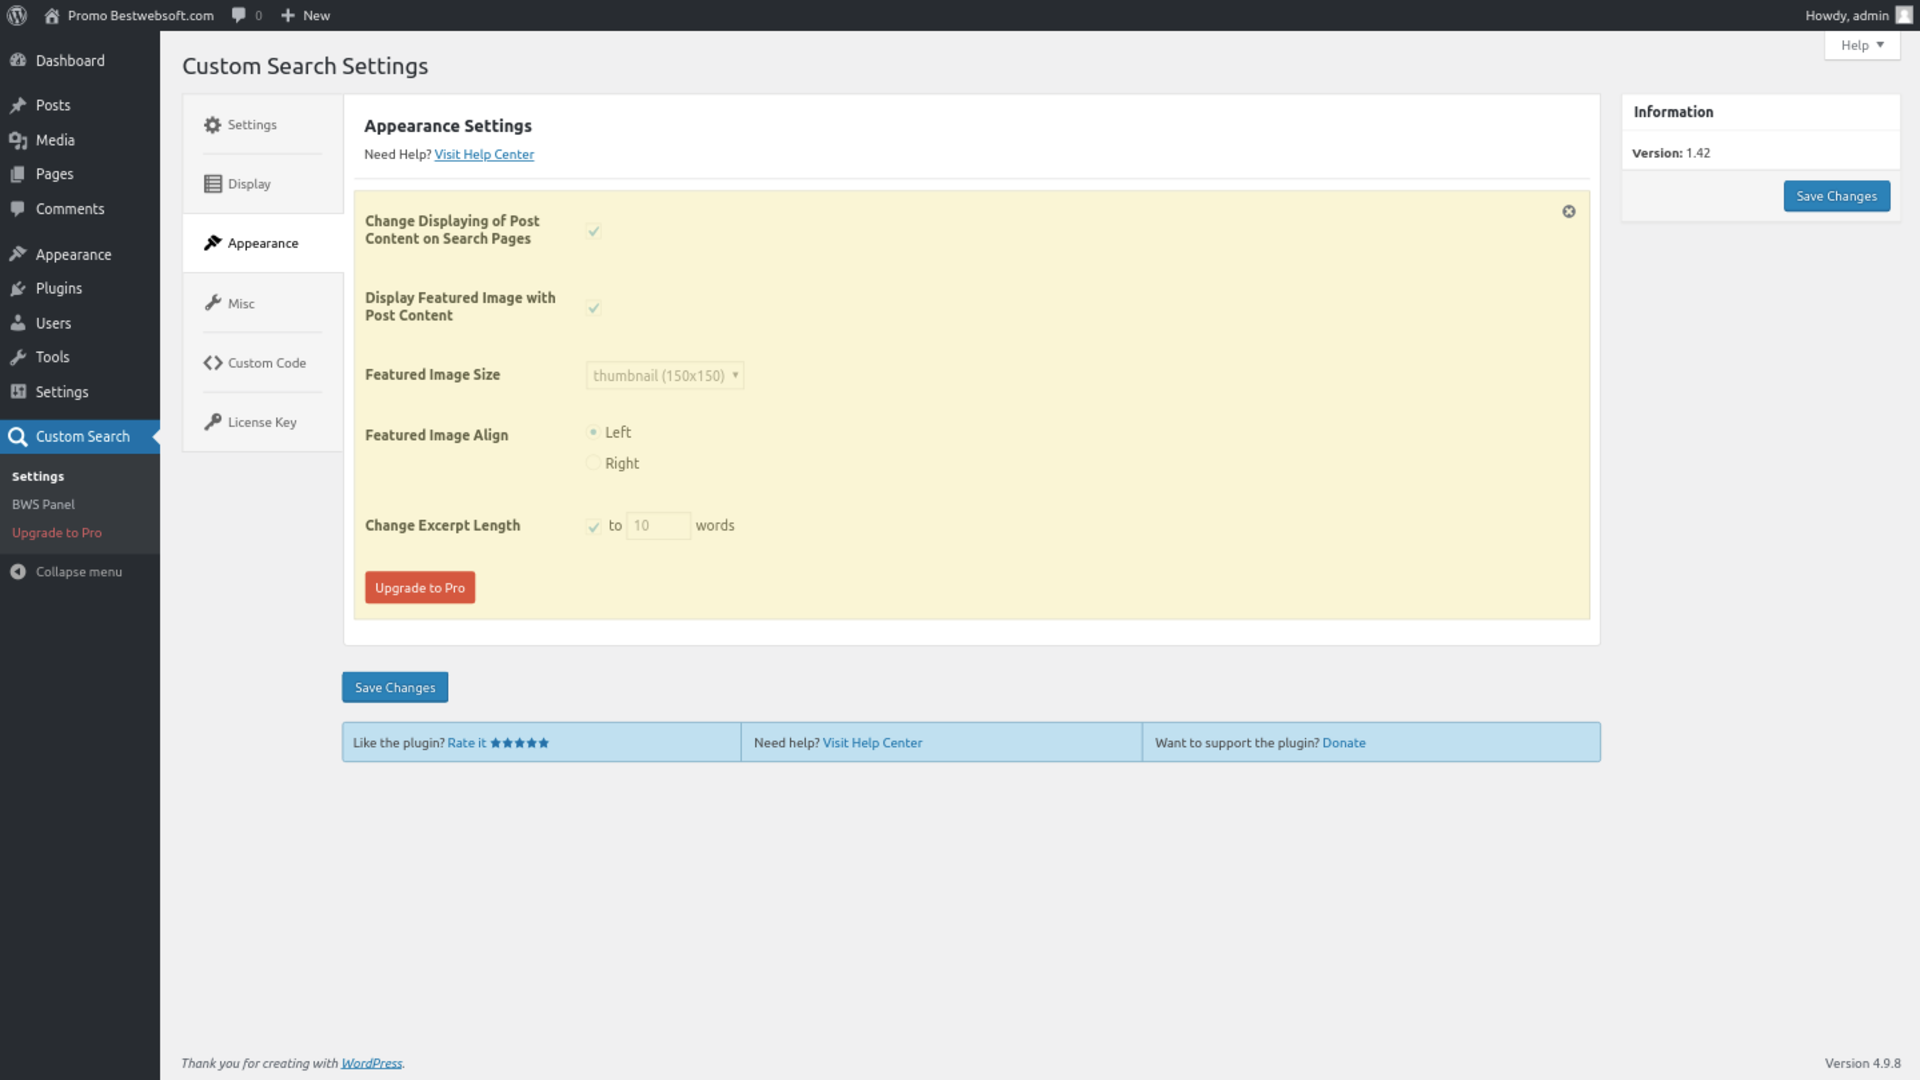 Promo Bestwebsoft.com
0
New
Howdy, admin
Help
Dashboard
Posts
Media
Pages
Comments
Appearance
Plugins
Users
Tools
Settings
Custom Search
Settings
BWS Panel
Upgrade to Pro
Collapse menu
Custom Search Settings
Settings
Display
Appearance
Misc
Custom Code
License Key
Appearance Settings
Need Help? Visit Help Center
Change Displaying of Post
Content on Search Pages
Display Featured Image with
Post Content
Featured Image Size
thumbnail (150x150)
Featured Image Align
Left
Right
Change Excerpt Length
to 10 words
Upgrade to Pro
Save Changes
Like the plugin? Rate it
Need help? Visit Help Center
Want to support the plugin? Donate
Information
Version: 1.42
Save Changes
Thank you for creating with WordPress.
Version 4.9.8